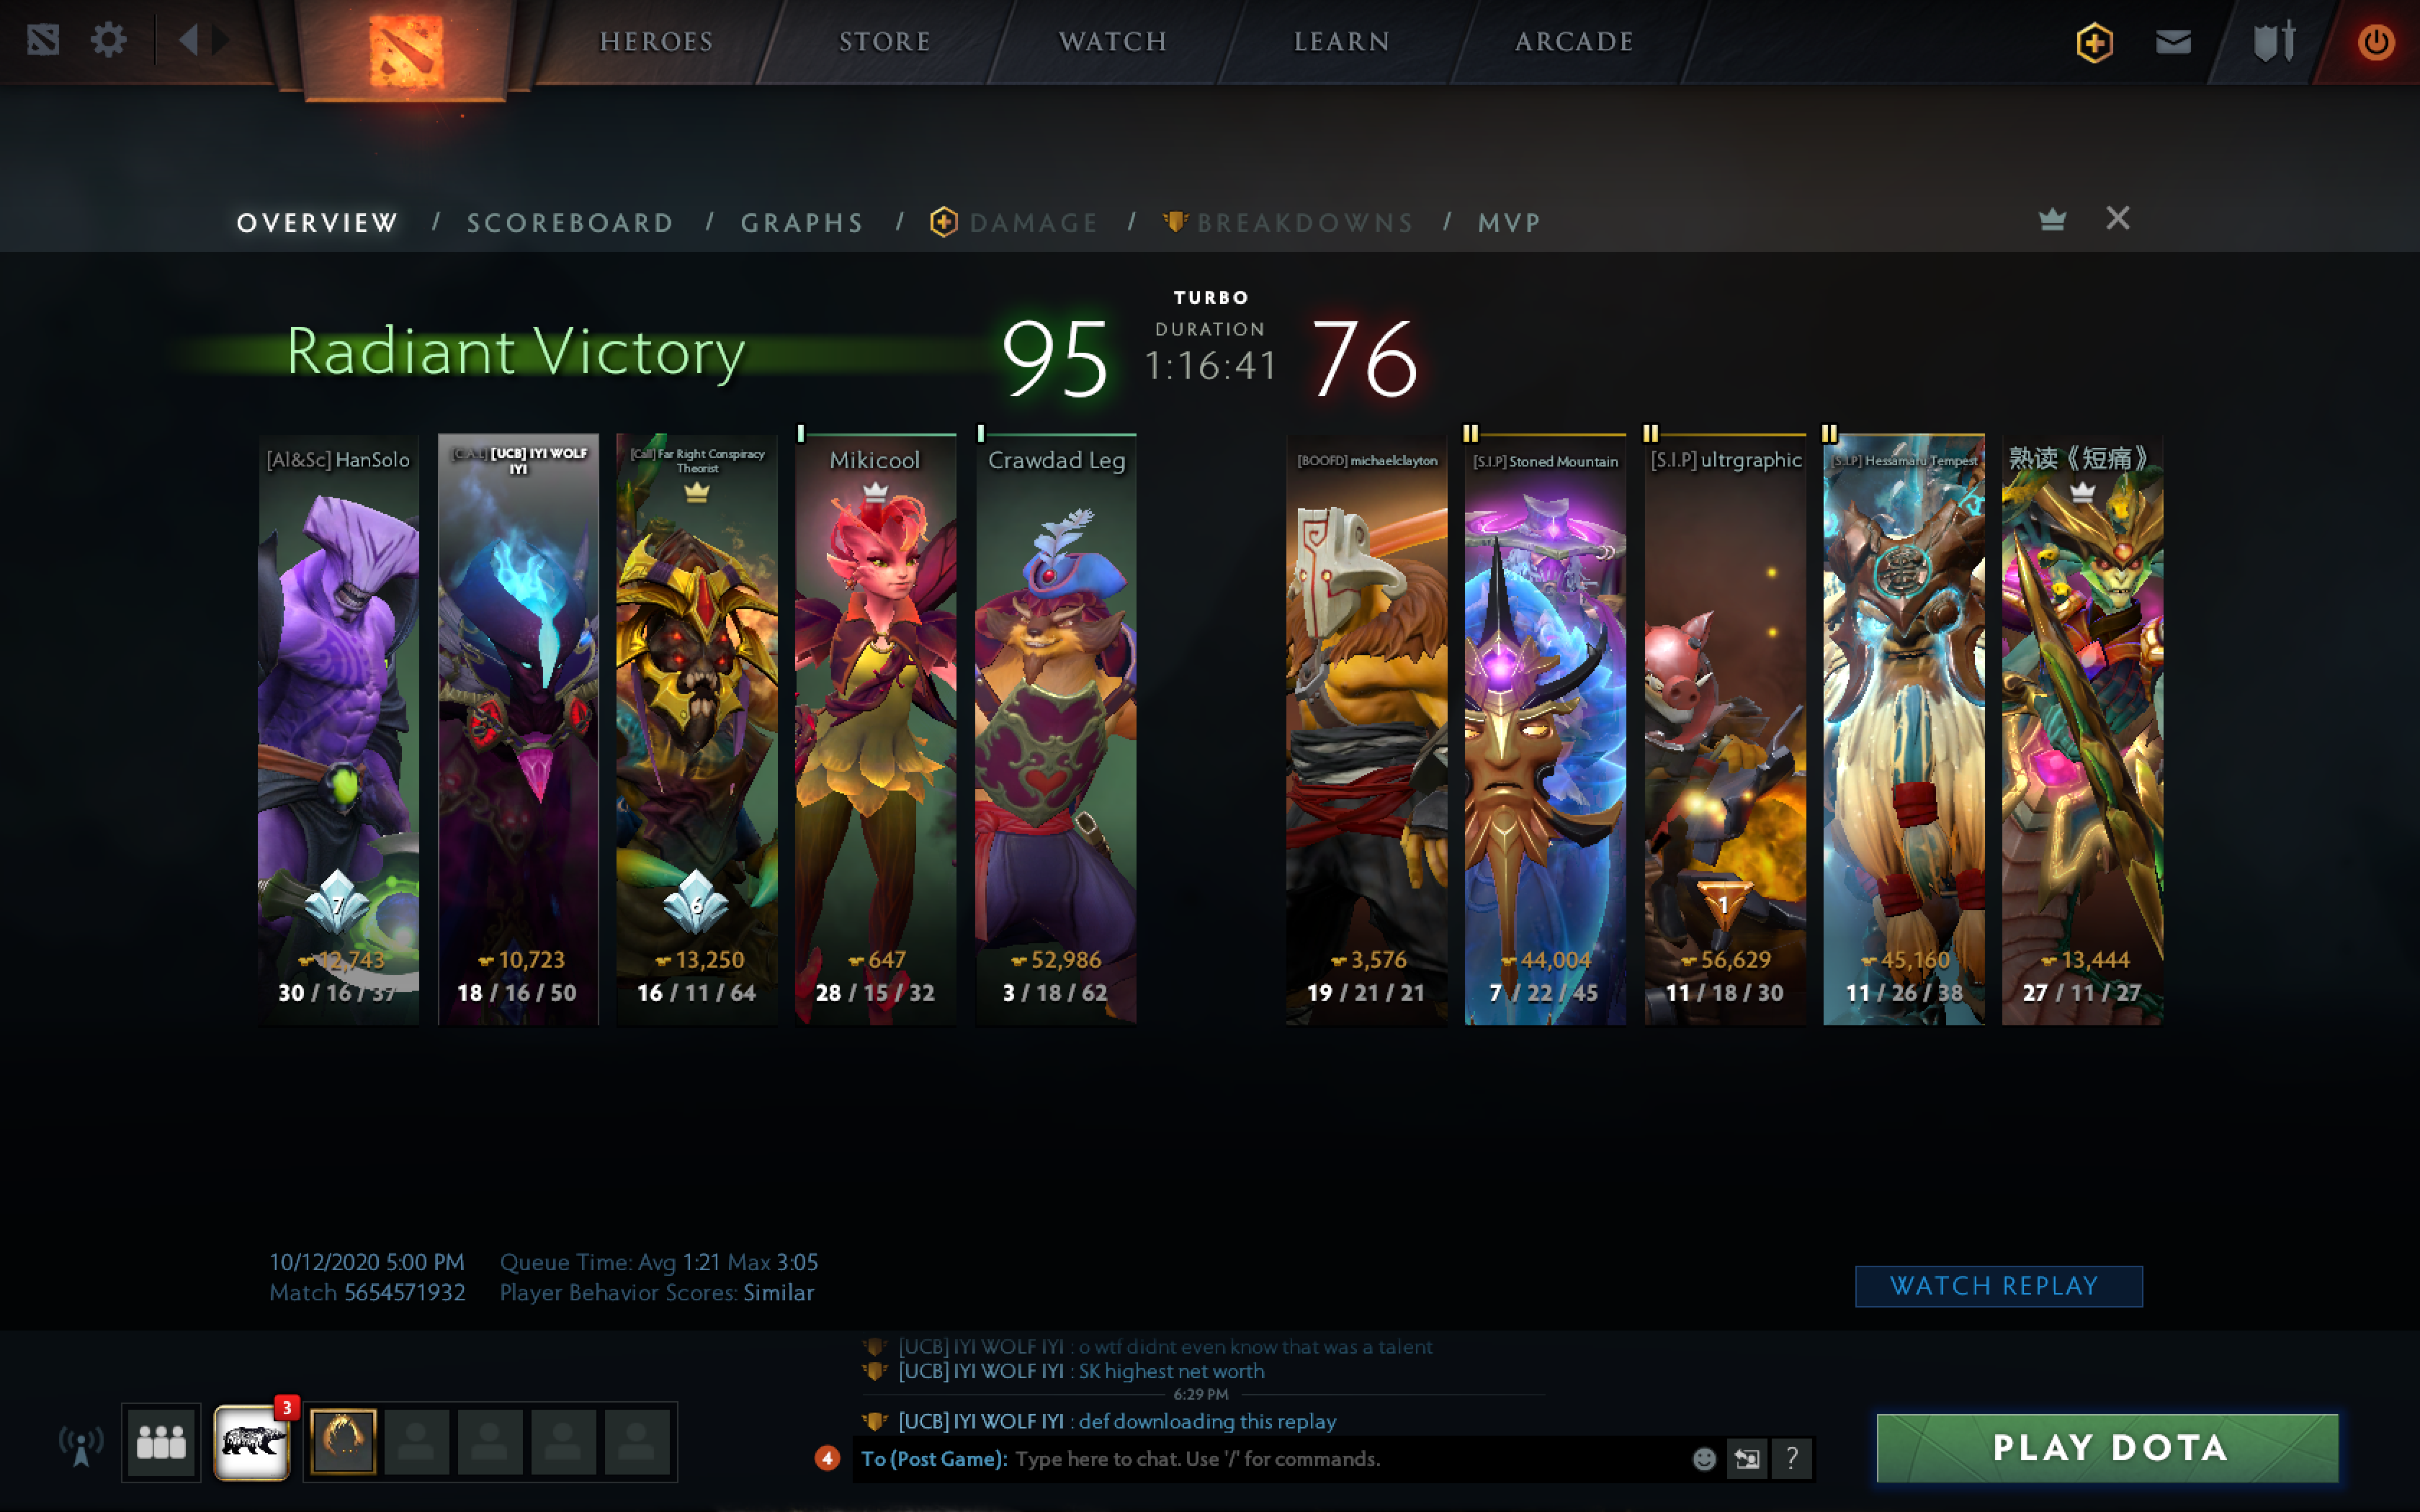 HEROES
STORE
WATCH
LEARN
ARCADE
OVERVIEW / SCOREBOARD / GRAPHS / DAMAGE / BREAKDOWNS / MVP
TURBO
Radiant Victory
95
DURATION
1:16:41
76
[Al&Sc] HanSolo
[C.A.L] [UCB] IYI WOLF
IYI
[Call] Far Right Conspiracy
Theorist
I
Mikicool
I
Crawdad Leg
[BOOFD] michaelclayton
II
[S.I.P] Stoned Mountain
II
[S.I.P] ultrgraphic
II
[S.I.P] Hessamaru Tempest
熟读《短痛》
7
6
1
12,743
10,723
13,250
647
52,986
3,576
44,004
56,629
45,160
13,444
30 / 16 / 37
18 / 16 / 50
16 / 11 / 64
28 / 15 / 32
3 / 18 / 62
19 / 21 / 21
7 / 22 / 45
11 / 18 / 30
11 / 26 / 38
27 / 11 / 27
10/12/2020 5:00 PM
Queue Time: Avg 1:21 Max 3:05
Match 5654571932
Player Behavior Scores: Similar
WATCH REPLAY
[UCB] IYI WOLF IYI : o wtf didnt even know that was a talent
[UCB] IYI WOLF IYI : SK highest net worth
6:29 PM
[UCB] IYI WOLF IYI : def downloading this replay
3
4
To (Post Game): Type here to chat. Use '/' for commands.
?
PLAY DOTA